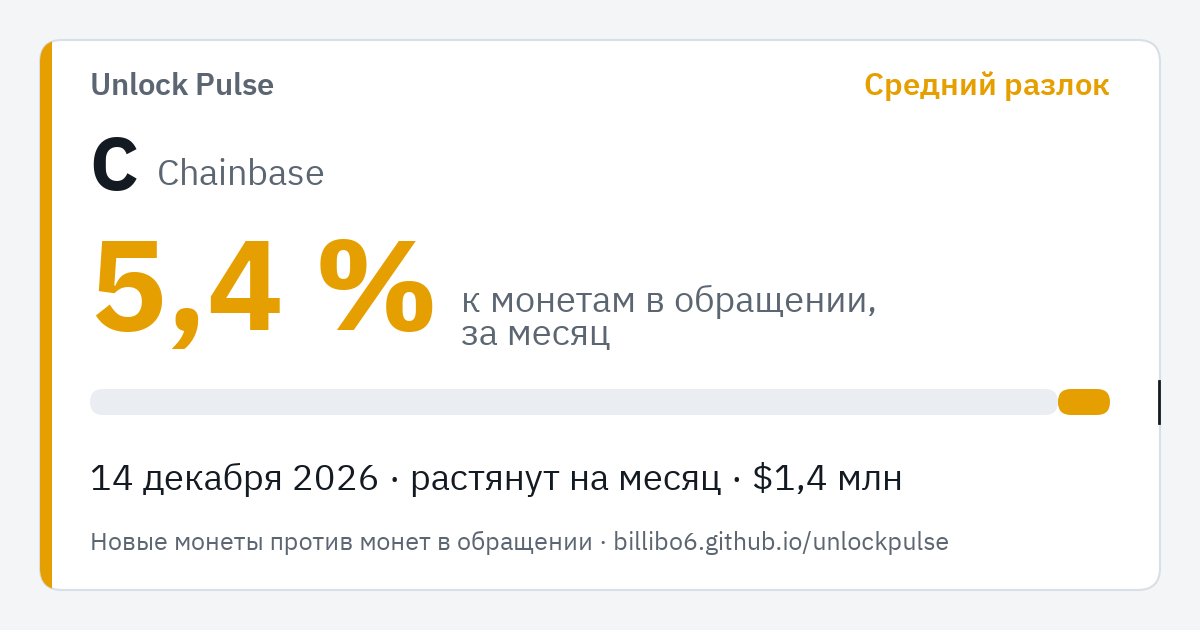 Unlock Pulse
Средний разлок
C Chainbase
5,4 % к монетам в обращении,
за месяц
14 декабря 2026 · растянут на месяц · $1,4 млн
Новые монеты против монет в обращении · billibo6.github.io/unlockpulse